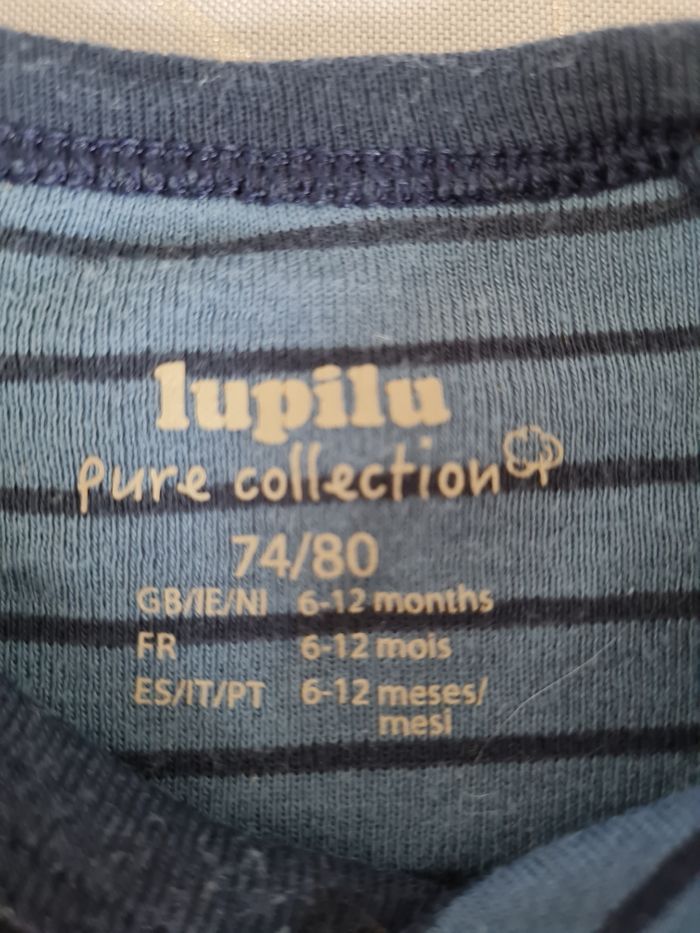 lupilu
pure collection
74/80
GB/IE/NI 6-12 months
FR 6-12 mois
ES/IT/PT 6-12 meses/
mesi